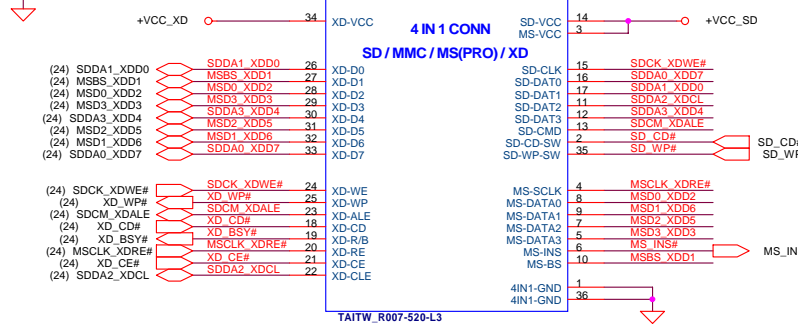 +VCC_XD 34 XD-VCC
4 IN 1 CONN
SD / MMC / MS(PRO) / XD
SD-VCC 14 +VCC_SD
MS-VCC 3
(24) SDDA1_XDD0 SDDA1_XDD0 26 XD-D0
(24) MSBS_XDD1 MSBS_XDD1 27 XD-D1
(24) MSD0_XDD2 MSD0_XDD2 28 XD-D2
(24) MSD3_XDD3 MSD3_XDD3 29 XD-D3
(24) SDDA3_XDD4 SDDA3_XDD4 30 XD-D4
(24) MSD2_XDD5 MSD2_XDD5 31 XD-D5
(24) MSD1_XDD6 MSD1_XDD6 32 XD-D6
(24) SDDA0_XDD7 SDDA0_XDD7 33 XD-D7
SD-CLK 15 SDCK_XDWE#
SD-DAT0 16 SDDA0_XDD7
SD-DAT1 17 SDDA1_XDD0
SD-DAT2 11 SDDA2_XDCL
SD-DAT3 12 SDDA3_XDD4
SD-CMD 13 SDCM_XDALE
SD-CD-SW 2 SD_CD# SD_CD#
SD-WP-SW 35 SD_WP# SD_WP
(24) SDCK_XDWE# SDCK_XDWE# 24 XD-WE
(24) XD_WP# XD_WP# 25 XD-WP
(24) SDCM_XDALE SDCM_XDALE 23 XD-ALE
(24) XD_CD# XD_CD# 18 XD-CD
(24) XD_BSY# XD_BSY# 19 XD-R/B
(24) MSCLK_XDRE# MSCLK_XDRE# 20 XD-RE
(24) XD_CE# XD_CE# 21 XD-CE
(24) SDDA2_XDCL SDDA2_XDCL 22 XD-CLE
MS-SCLK 4 MSCLK_XDRE#
MS-DATA0 8 MSD0_XDD2
MS-DATA1 9 MSD1_XDD6
MS-DATA2 7 MSD2_XDD5
MS-DATA3 5 MSD3_XDD3
MS-INS 6 MS_INS# MS_IN
MS-BS 10 MSBS_XDD1
4IN1-GND 1
4IN1-GND 36
TAITW_R007-520-L3